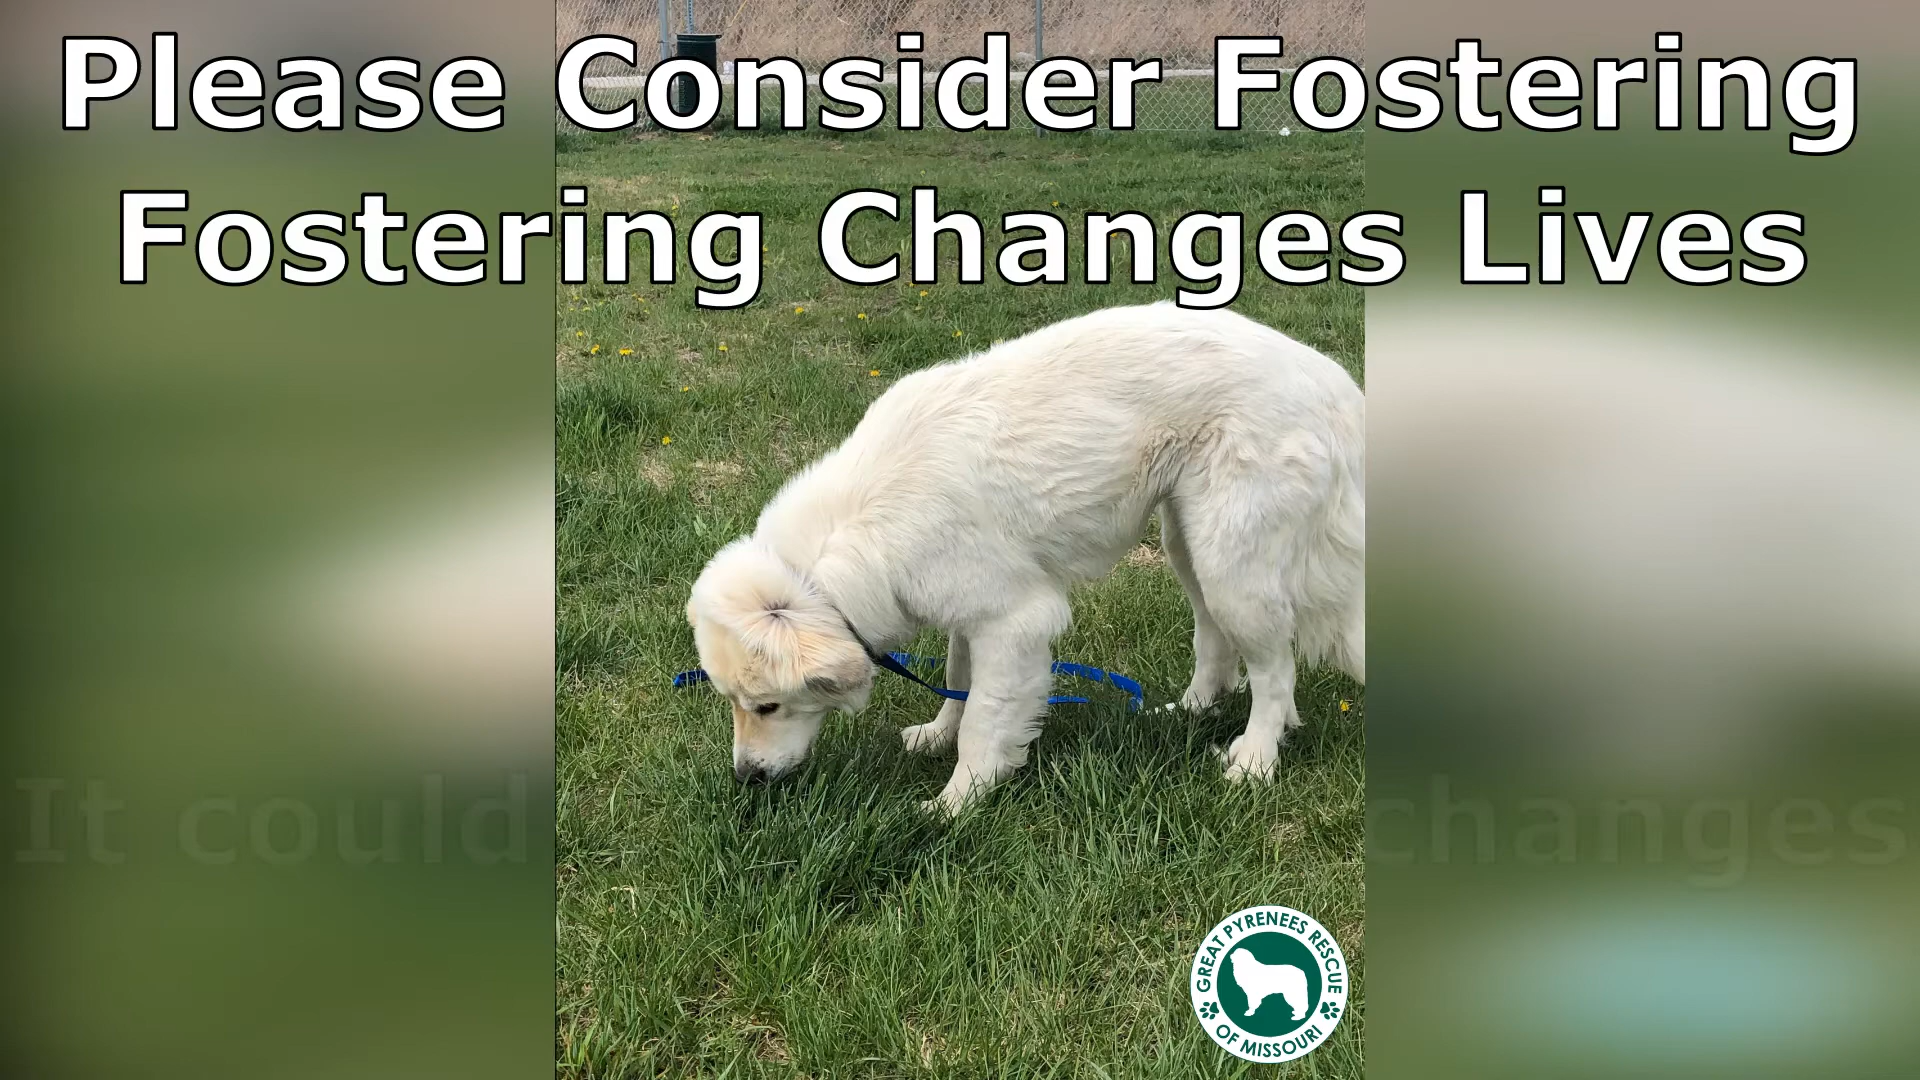 Please Consider Fostering
Fostering Changes Lives
It could
changes
GREAT PYRENEES RESCUE
OF MISSOURI